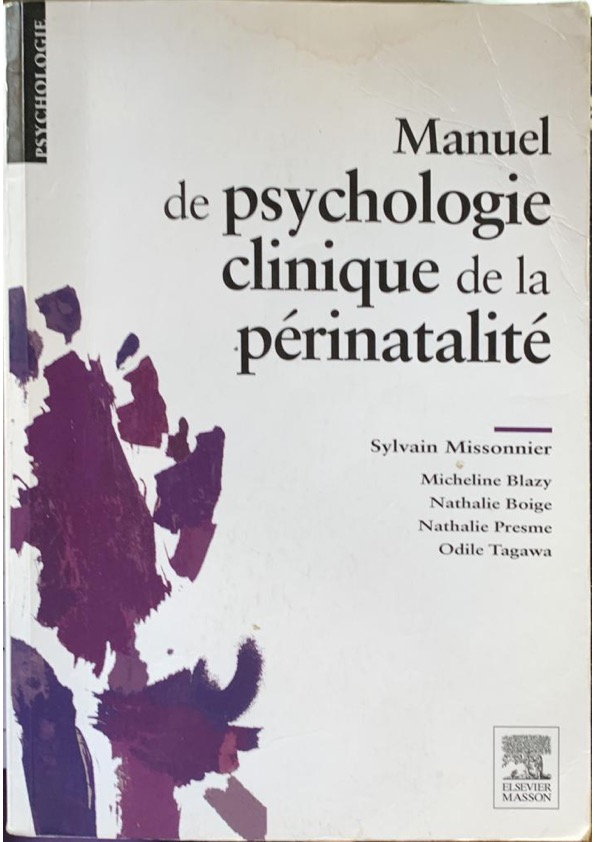 PSYCHOLOGIE
Manuel
de psychologie
clinique de la
périnatalité
Sylvain Missonnier
Micheline Blazy
Nathalie Boige
Nathalie Presme
Odile Tagawa
ELSEVIER
MASSON